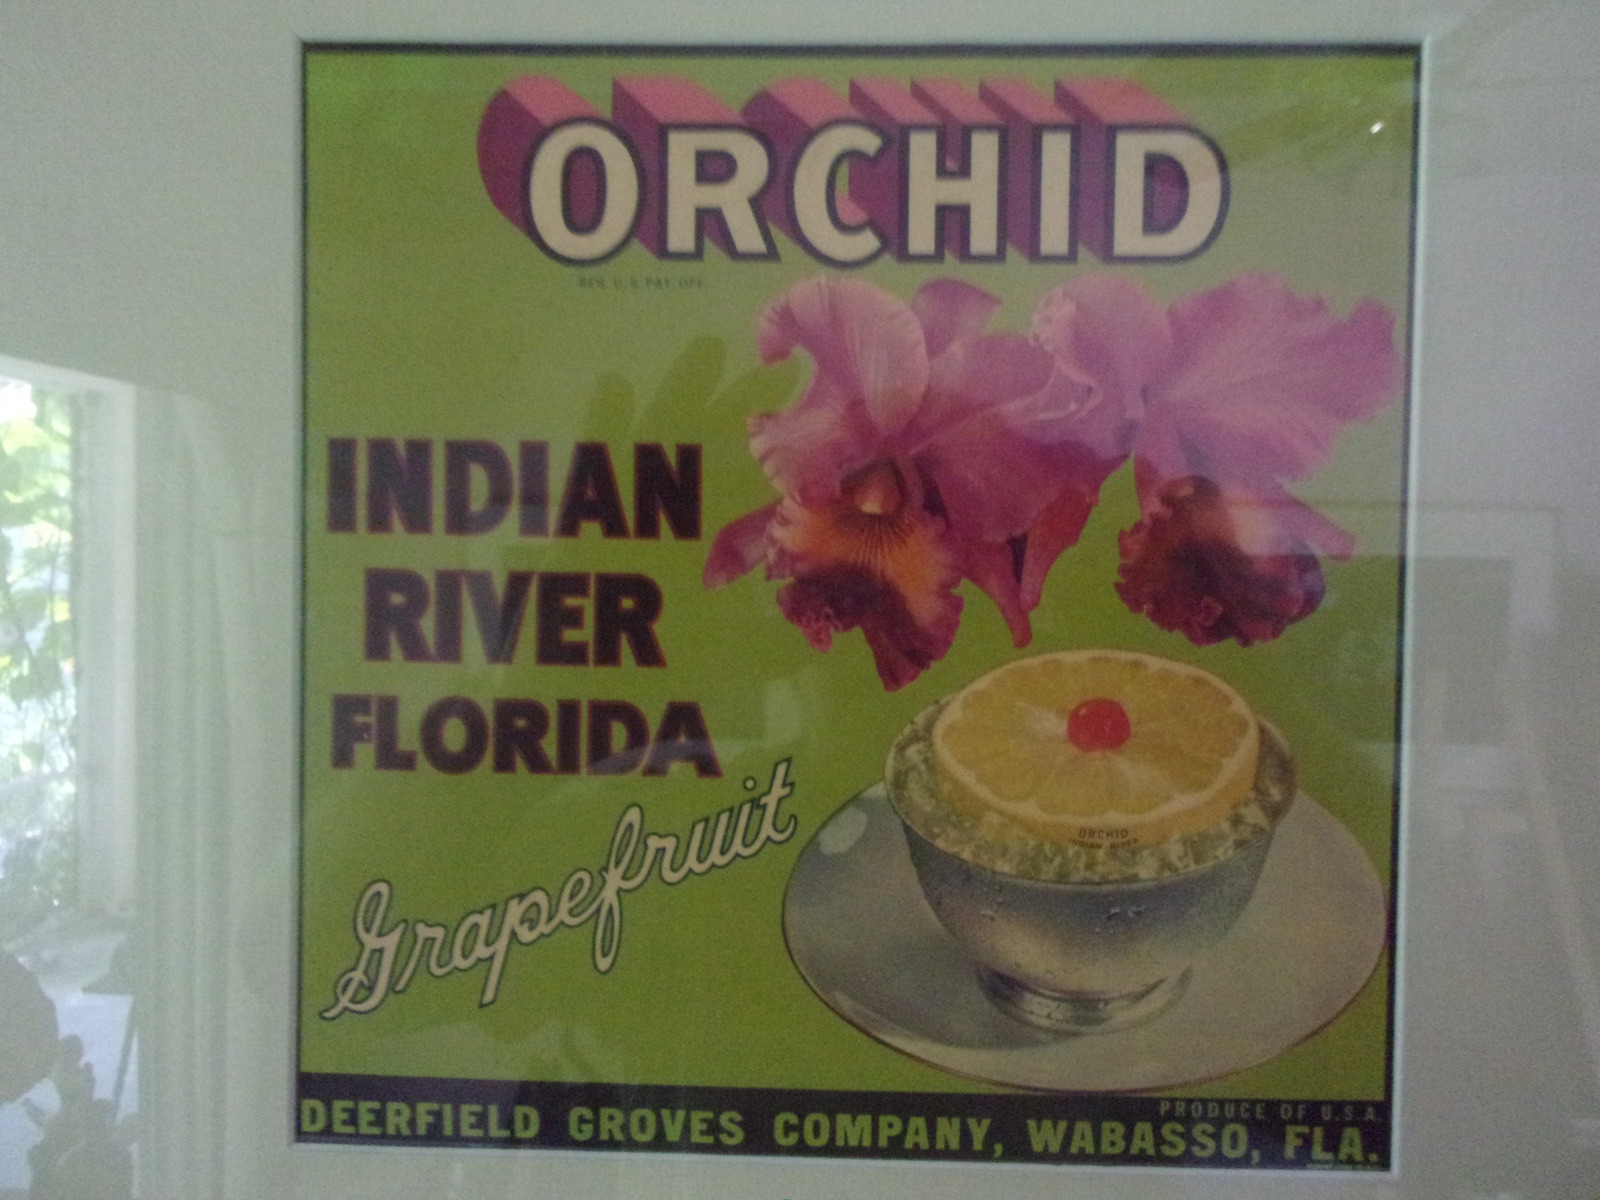 ORCHID
REG. U.S. PAT. OFF.
INDIAN
RIVER
FLORIDA
Grapefruit
ORCHID
INDIAN RIVER
PRODUCE OF U.S.A.
DEERFIELD GROVES COMPANY, WABASSO, FLA.